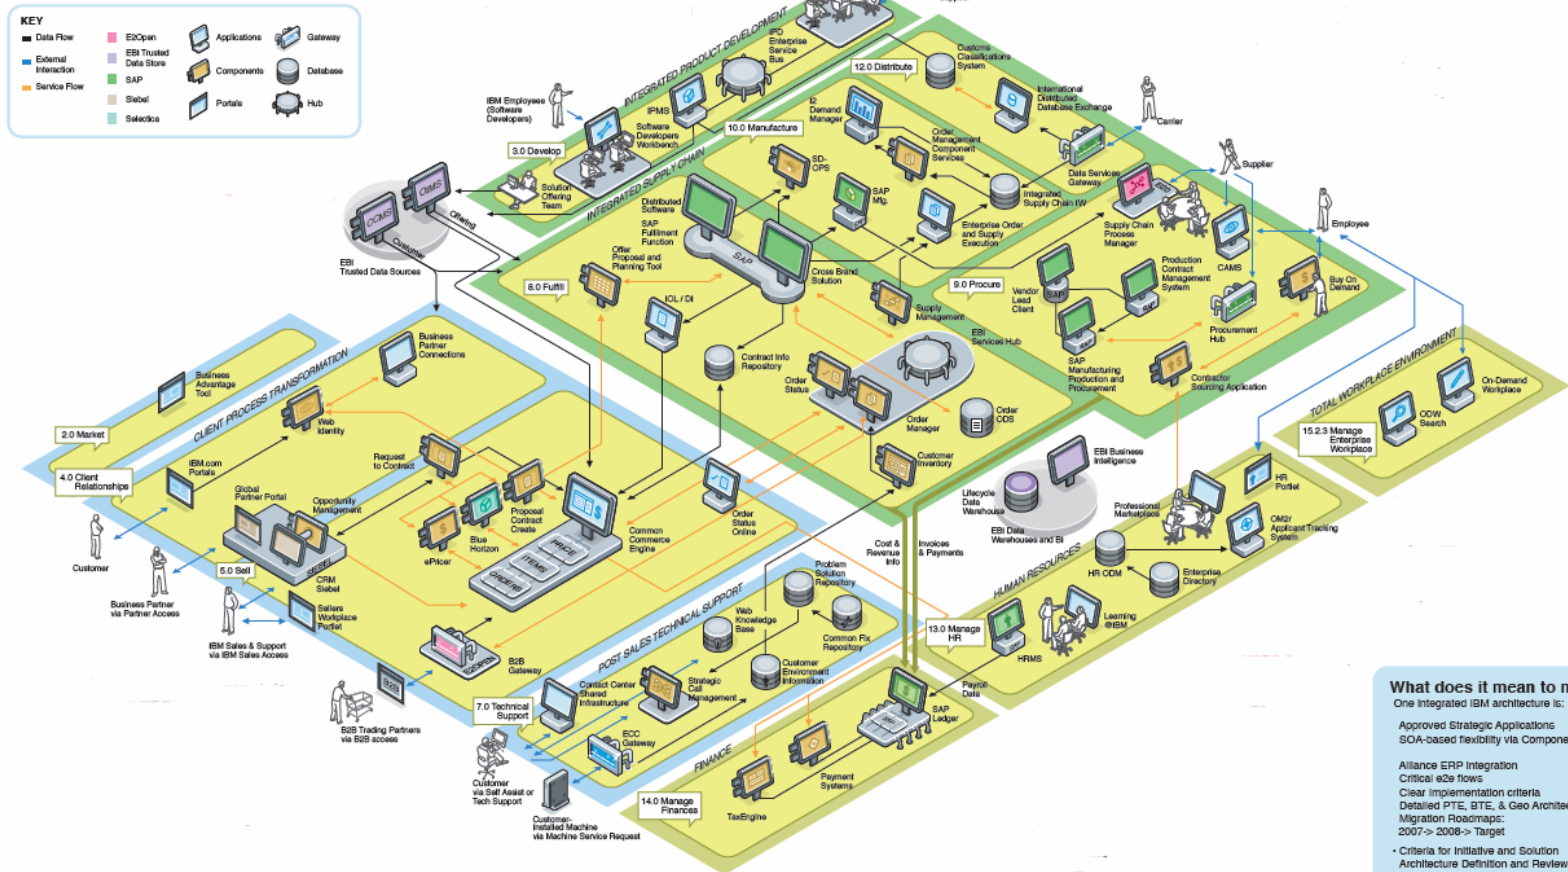 KEY
Data Flow
External
Interaction
Service Flow
E2Open
EBI Trusted
Data Store
SAP
Siebel
Selectica
Applications
Components
Portals
Gateway
Database
Hub
INTEGRATED PRODUCT DEVELOPMENT
IPD
Enterprise
Service
Bus
IBM Employees
(Software
Developers)
IPMS
Software
Developers
Workbench
3.0 Develop
Solution
Offering
Team
OIMS
CCMS
Offering
Customer
EBI
Trusted Data Sources
INTEGRATED SUPPLY CHAIN
12.0 Distribute
Customs
Classifications
System
International
Distributed
Database Exchange
Carrier
Data Services
Gateway
10.0 Manufacture
I2
Demand
Manager
Order
Management
Component
Services
SD-
OPS
SAP
Mfg.
Integrated
Supply Chain IW
Enterprise Order
and Supply
Execution
Distributed
Software
SAP
Fulfillment
Function
SAP
Cross Brand
Solution
Offer
Proposal and
Planning Tool
8.0 Fulfill
IOL / DI
Contract Info
Repository
Supply
Management
EBI
Services Hub
Order
Status
Order
Manager
Order
ODS
Customer
Inventory
Supplier
Supply Chain
Process
Manager
CAMS
Employee
9.0 Procure
Vendor
Lead
Client
SAP
Production
Contract
Management
System
Procurement
Hub
Buy On
Demand
SAP
Manufacturing
Production and
Procurement
Contractor
Sourcing Application
TOTAL WORKPLACE ENVIRONMENT
On-Demand
Workplace
ODW
Search
15.2.3 Manage
Enterprise
Workplace
CLIENT PROCESS TRANSFORMATION
Business
Advantage
Tool
2.0 Market
Business
Partner
Connections
Web
Identity
4.0 Client
Relationships
IBM.com
Portals
Request
to Contract
Global
Partner Portal
Opportunity
Management
SIEBEL
CRM
Siebel
5.0 Sell
Customer
Business Partner
via Partner Access
IBM Sales & Support
via IBM Sales Access
Sellers
Workplace
Portlet
ePricer
Blue
Horizon
Proposal
Contract
Create
PRICE
ITEMS
ORDERS
Common
Commerce
Engine
Order
Status
Online
E2OPEN
B2B
Gateway
B2B
B2B Trading Partners
via B2B access
POST SALES TECHNICAL SUPPORT
Problem
Solution
Repository
Web
Knowledge
Base
Common Fix
Repository
Customer
Environment
Information
Strategic
Call
Management
Contact Center
Shared
Infrastructure
7.0 Technical
Support
ECC
Gateway
Customer
via Self Assist or
Tech Support
Customer-
Installed Machine
via Machine Service Request
Lifecycle
Data
Warehouse
EBI Business
Intelligence
EBI Data
Warehouses and BI
Cost &
Revenue
Info
Invoices
& Payments
HUMAN RESOURCES
Professional
Marketplace
HR
Portlet
OM2/
Applicant Tracking
System
HR ODM
Enterprise
Directory
13.0 Manage
HR
HRMS
Learning
@IBM
Payroll
Data
FINANCE
SAP
Ledger
Payment
Systems
TaxEngine
14.0 Manage
Finances
What does it mean to
One Integrated IBM architecture is:
Approved Strategic Applications
SOA-based flexibility via
Alliance ERP Integration
Critical e2e flows
Clear Implementation criteria
Detailed PTE, BTE, & Geo
Migration Roadmaps:
2007-> 2008-> Target
• Criteria for Initiative and Solution
Architecture Definition and Review